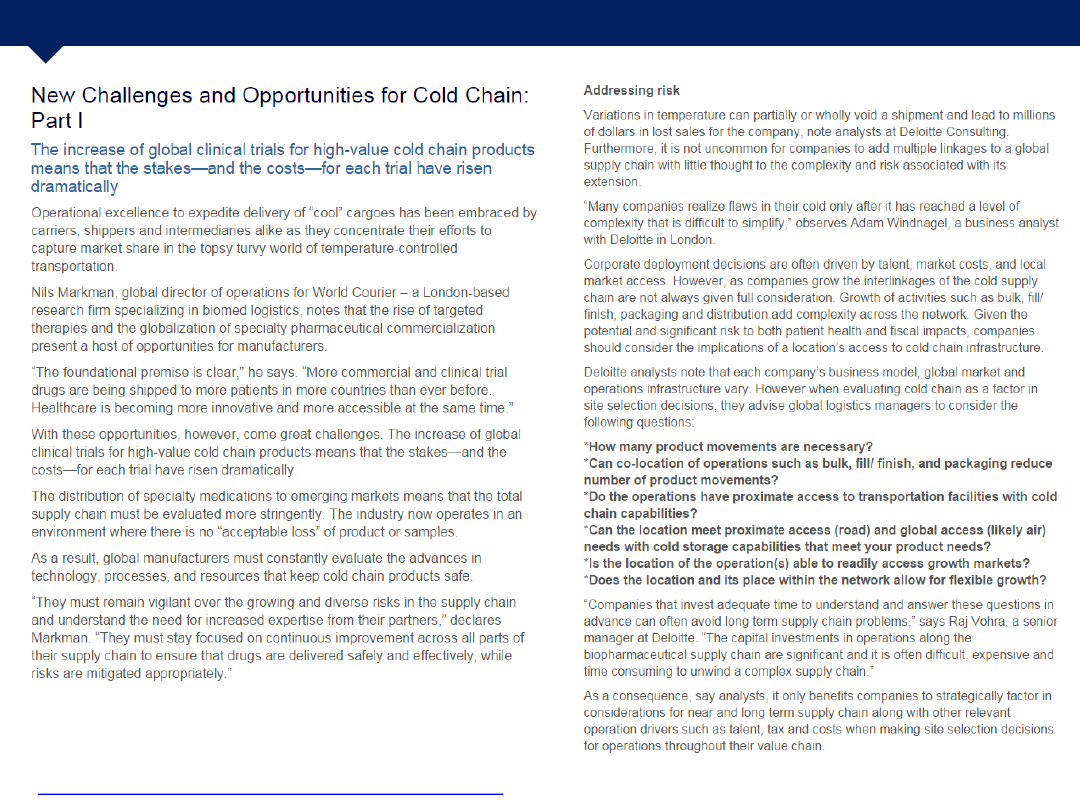 New Challenges and Opportunities for Cold Chain:
Part I
The increase of global clinical trials for high-value cold chain products
means that the stakes—and the costs—for each trial have risen
dramatically
Operational excellence to expedite delivery of “cool” cargoes has been embraced by
carriers, shippers and intermediaries alike as they concentrate their efforts to
capture market share in the topsy turvy world of temperature-controlled
transportation.
Nils Markman, global director of operations for World Courier – a London-based
research firm specializing in biomed logistics, notes that the rise of targeted
therapies and the globalization of specialty pharmaceutical commercialization
present a host of opportunities for manufacturers.
“The foundational premise is clear,” he says. “More commercial and clinical trial
drugs are being shipped to more patients in more countries than ever before.
Healthcare is becoming more innovative and more accessible at the same time.”
With these opportunities, however, come great challenges. The increase of global
clinical trials for high-value cold chain products means that the stakes—and the
costs—for each trial have risen dramatically.
The distribution of specialty medications to emerging markets means that the total
supply chain must be evaluated more stringently. The industry now operates in an
environment where there is no “acceptable loss” of product or samples.
As a result, global manufacturers must constantly evaluate the advances in
technology, processes, and resources that keep cold chain products safe.
“They must remain vigilant over the growing and diverse risks in the supply chain
and understand the need for increased expertise from their partners,” declares
Markman. “They must stay focused on continuous improvement across all parts of
their supply chain to ensure that drugs are delivered safely and effectively, while
risks are mitigated appropriately.”
Addressing risk
Variations in temperature can partially or wholly void a shipment and lead to millions
of dollars in lost sales for the company, note analysts at Deloitte Consulting.
Furthermore, it is not uncommon for companies to add multiple linkages to a global
supply chain with little thought to the complexity and risk associated with its
extension.
“Many companies realize flaws in their cold only after it has reached a level of
complexity that is difficult to simplify,” observes Adam Windnagel, a business analyst
with Deloitte in London.
Corporate deployment decisions are often driven by talent, market costs, and local
market access. However, as companies grow the interlinkages of the cold supply
chain are not always given full consideration. Growth of activities such as bulk, fill/
finish, packaging and distribution add complexity across the network. Given the
potential and significant risk to both patient health and fiscal impacts, companies
should consider the implications of a location’s access to cold chain infrastructure.
Deloitte analysts note that each company’s business model, global market and
operations infrastructure vary. However when evaluating cold chain as a factor in
site selection decisions, they advise global logistics managers to consider the
following questions:
*How many product movements are necessary?
*Can co-location of operations such as bulk, fill/ finish, and packaging reduce
number of product movements?
*Do the operations have proximate access to transportation facilities with cold
chain capabilities?
*Can the location meet proximate access (road) and global access (likely air)
needs with cold storage capabilities that meet your product needs?
*Is the location of the operation(s) able to readily access growth markets?
*Does the location and its place within the network allow for flexible growth?
“Companies that invest adequate time to understand and answer these questions in
advance can often avoid long term supply chain problems,” says Raj Vohra, a senior
manager at Deloitte. “The capital investments in operations along the
biopharmaceutical supply chain are significant and it is often difficult, expensive and
time consuming to unwind a complex supply chain.”
As a consequence, say analysts, it only benefits companies to strategically factor in
considerations for near and long term supply chain along with other relevant
operation drivers such as talent, tax and costs when making site selection decisions
for operations throughout their value chain.